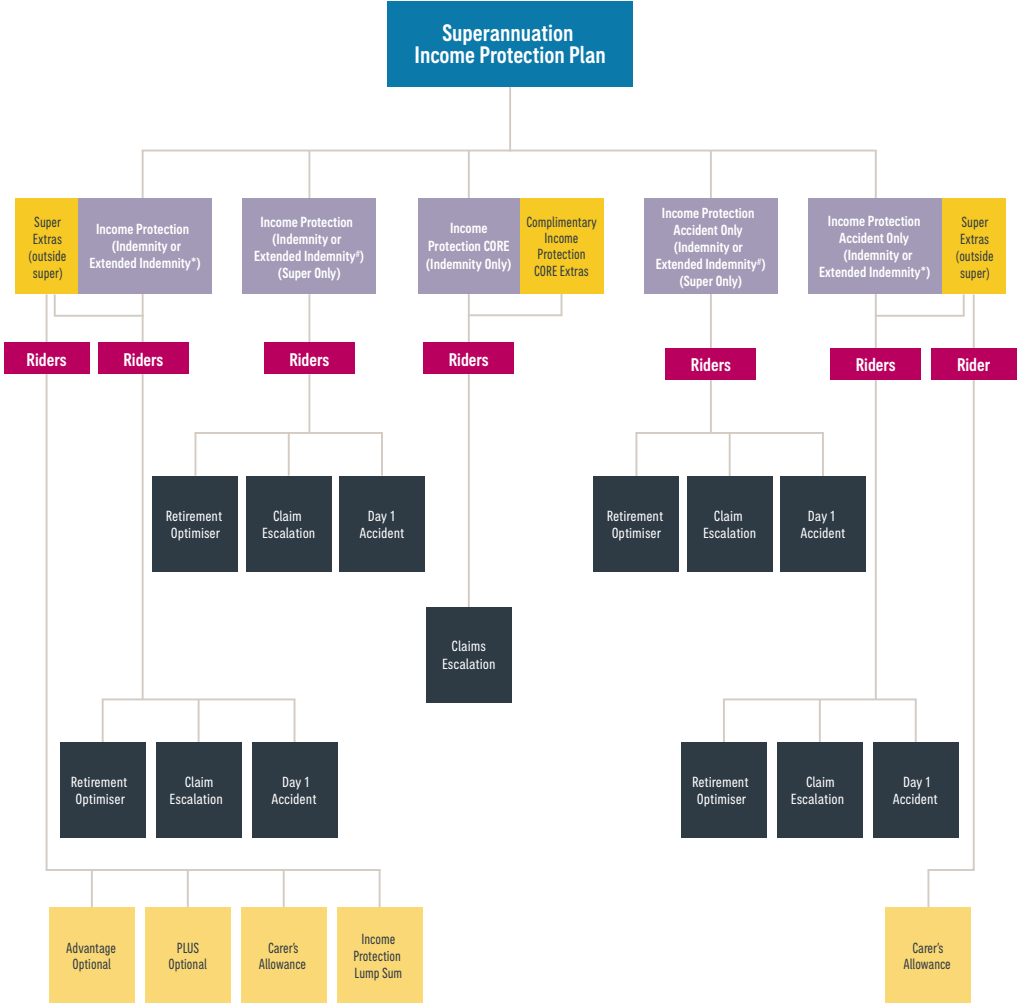 Superannuation
Income Protection Plan
Super
Extras
(outside
super)
Income Protection
(Indemnity or
Extended Indemnity*)
Income Protection
(Indemnity or
Extended Indemnity#)
(Super Only)
Income
Protection CORE
(Indemnity Only)
Complimentary
Income
Protection
CORE Extras
Income Protection
Accident Only
(Indemnity or
Extended Indemnity#)
(Super Only)
Income Protection
Accident Only
(Indemnity or
Extended Indemnity*)
Super
Extras
(outside
super)
Riders
Riders
Riders
Riders
Riders
Riders
Rider
Retirement
Optimiser
Claim
Escalation
Day 1
Accident
Retirement
Optimiser
Claim
Escalation
Day 1
Accident
Claims
Escalation
Retirement
Optimiser
Claim
Escalation
Day 1
Accident
Retirement
Optimiser
Claim
Escalation
Day 1
Accident
Advantage
Optional
PLUS
Optional
Carer's
Allowance
Income
Protection
Lump Sum
Carer's
Allowance